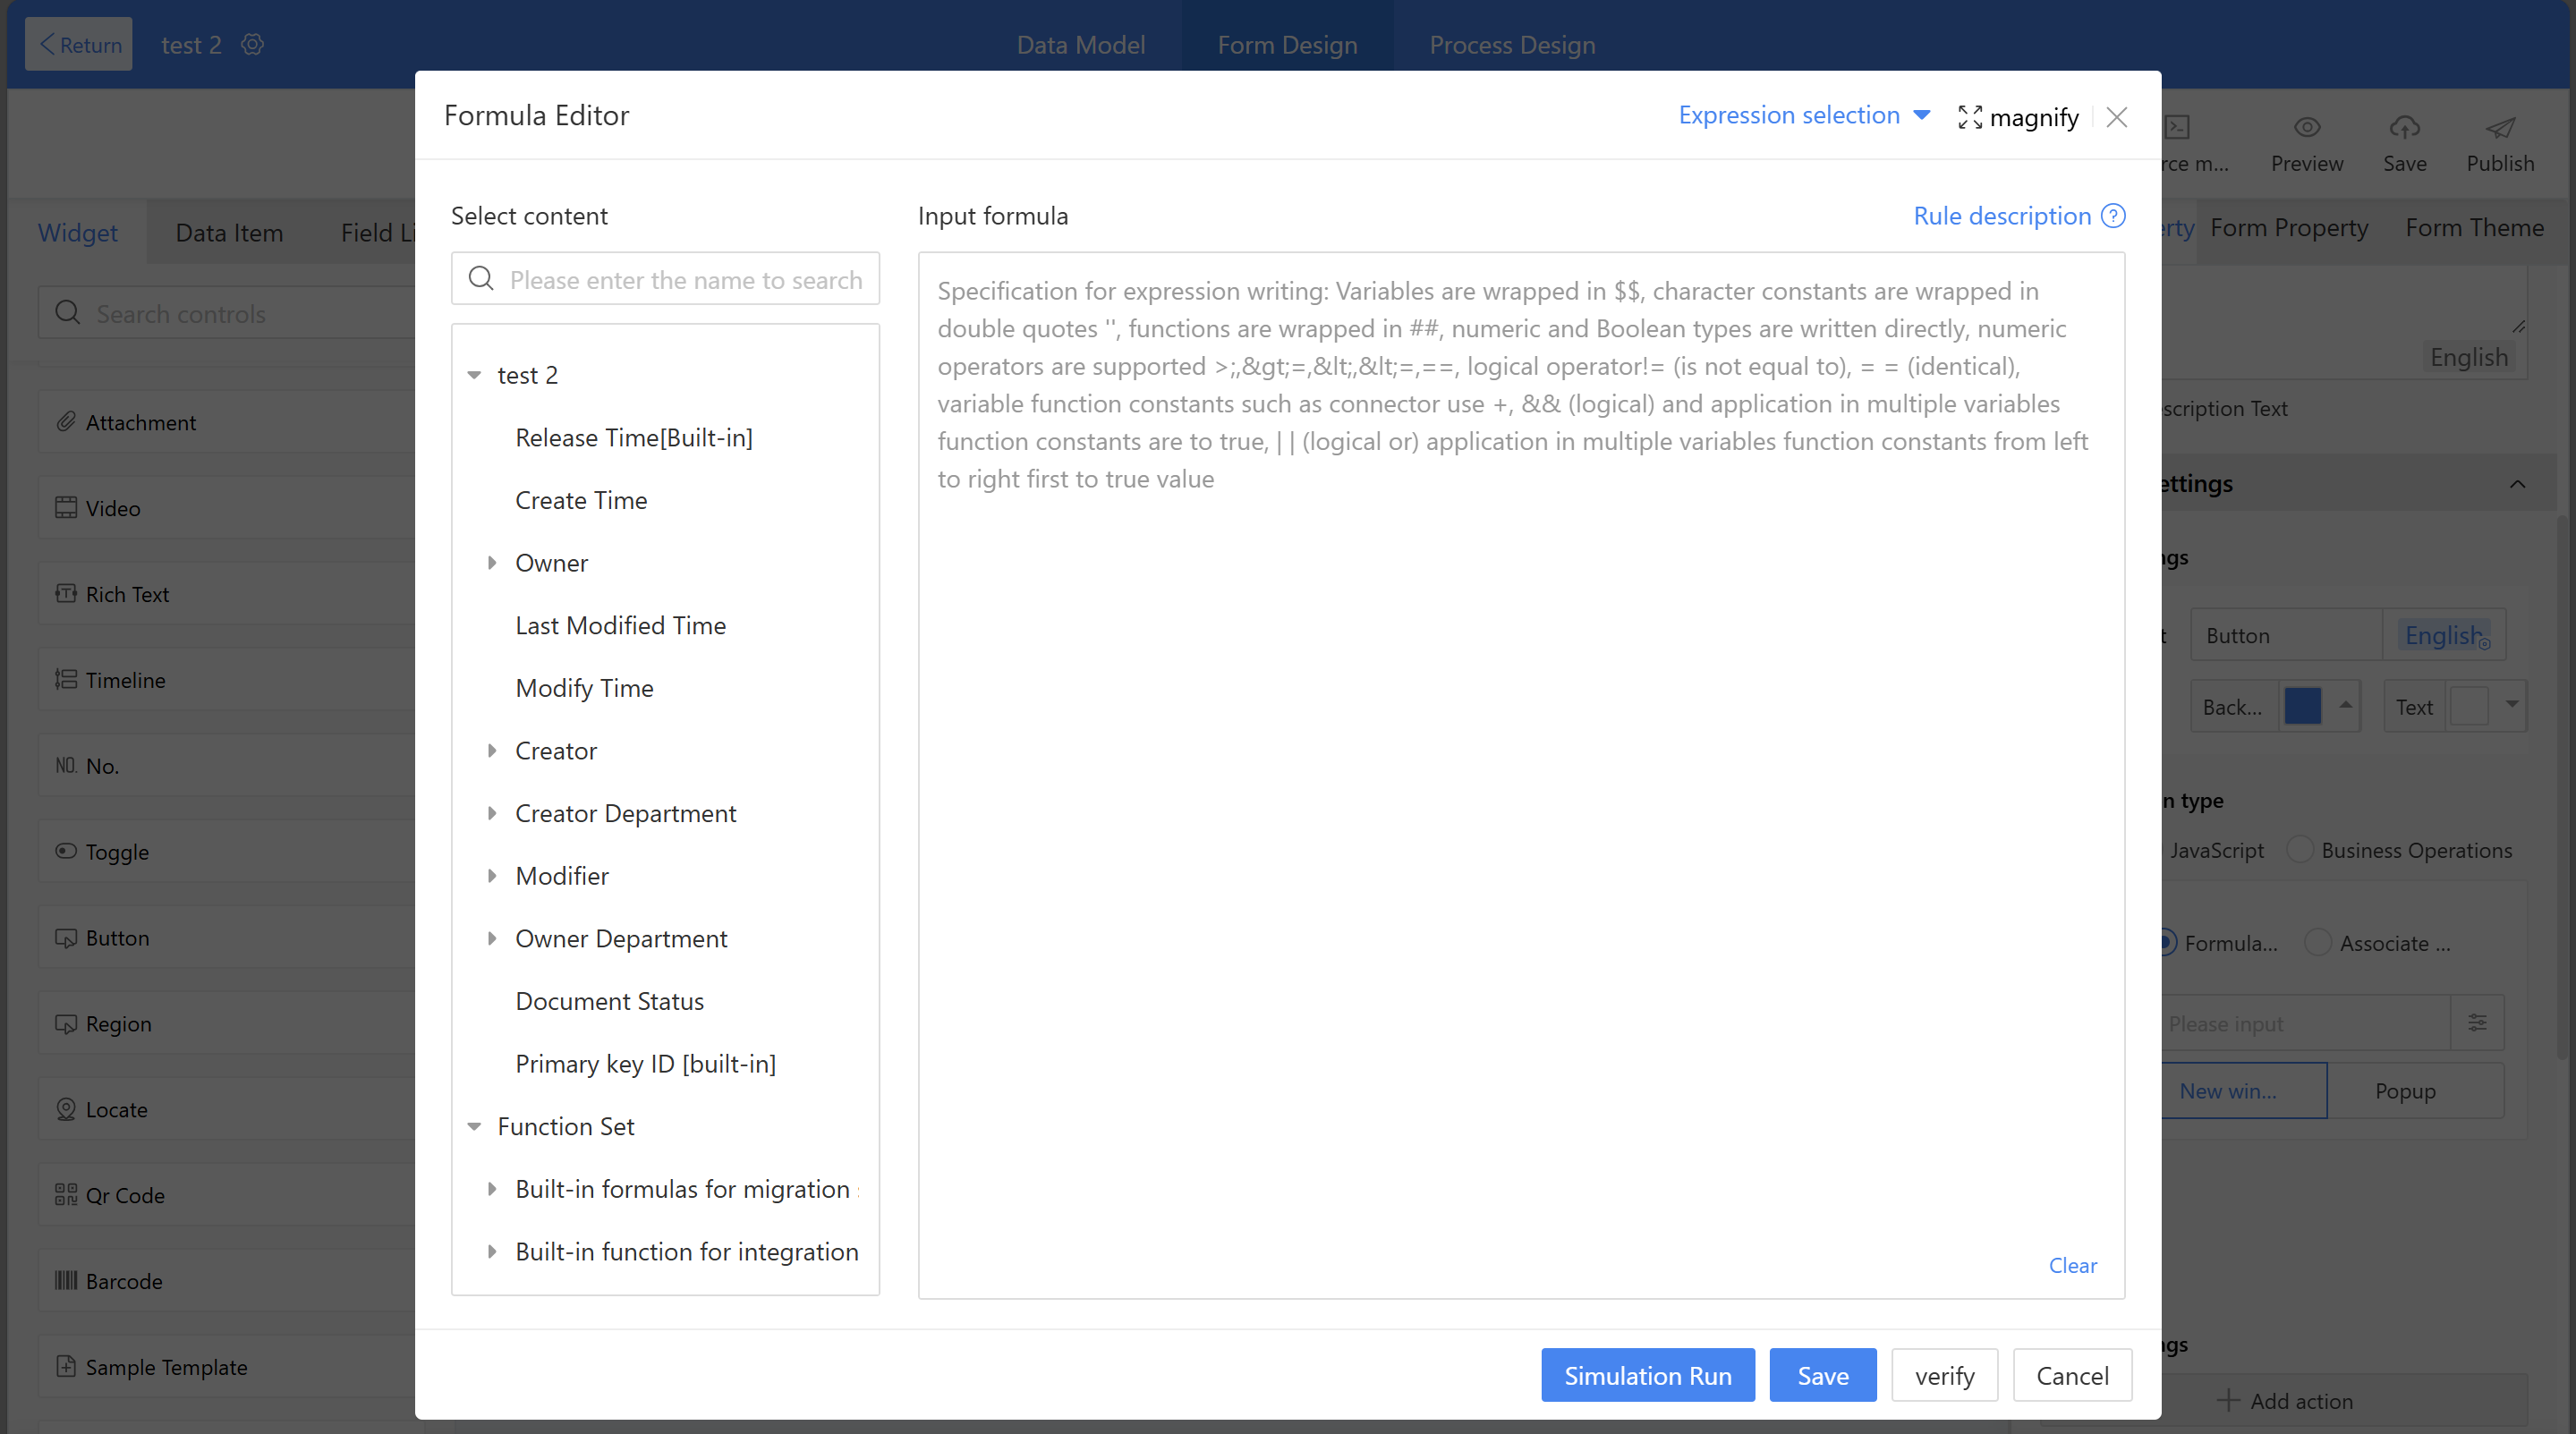 Return
test 2
Data Model
Form Design
Process Design
Formula Editor
Expression selection
magnify
Preview
Save
Publish
Select content
Input formula
Rule description
Widget
Data Item
Form Property
Form Theme
Please enter the name to search
Search controls
Specification for expression writing: Variables are wrapped in $$, character constants are wrapped in
double quotes '', functions are wrapped in ##, numeric and Boolean types are written directly, numeric
operators are supported >;,&gt;=,&lt;,&lt;=,==, logical operator!= (is not equal to), = = (identical),
variable function constants such as connector use +, && (logical) and application in multiple variables
function constants are to true, | | (logical or) application in multiple variables function constants from left
to right first to true value
English
test 2
Release Time[Built-in]
Create Time
Owner
Last Modified Time
Modify Time
Creator
Creator Department
Modifier
Owner Department
Document Status
Primary key ID [built-in]
Function Set
Built-in formulas for migration
Built-in function for integration
Clear
Simulation Run
Save
verify
Cancel
Attachment
Video
Rich Text
Timeline
NO. No.
Toggle
Button
Region
Locate
Qr Code
Barcode
Sample Template
Text
Button
English
Back...
Text
type
JavaScript
Business Operations
Formula...
Associate ...
Please input
New win...
Popup
Add action